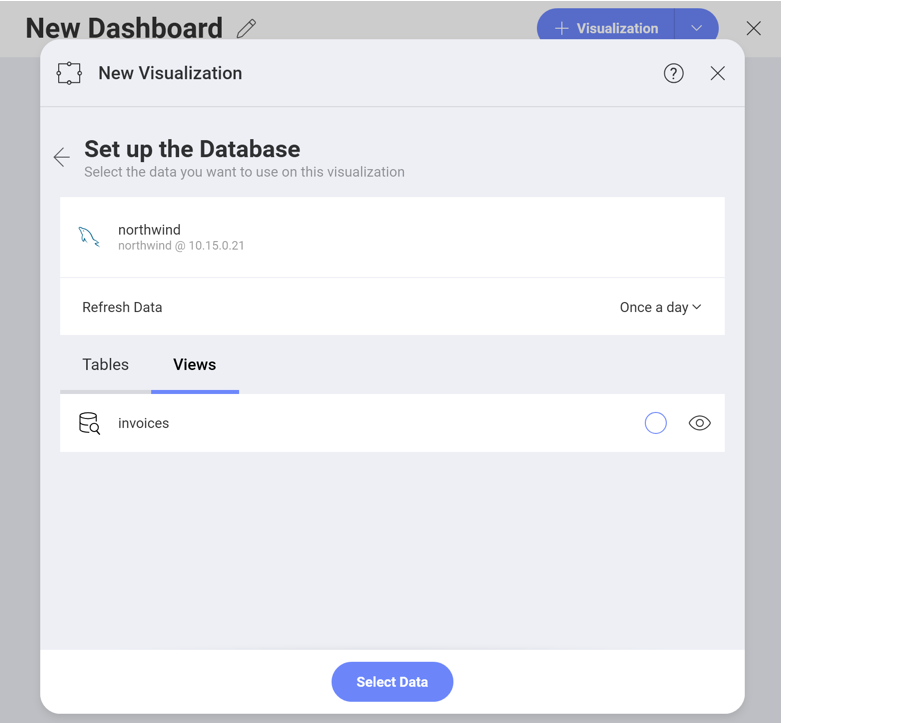 New Dashboard
Visualization
New Visualization
Set up the Database
Select the data you want to use on this visualization
northwind
northwind @ 10.15.0.21
Refresh Data
Once a day
Tables
Views
invoices
Select Data